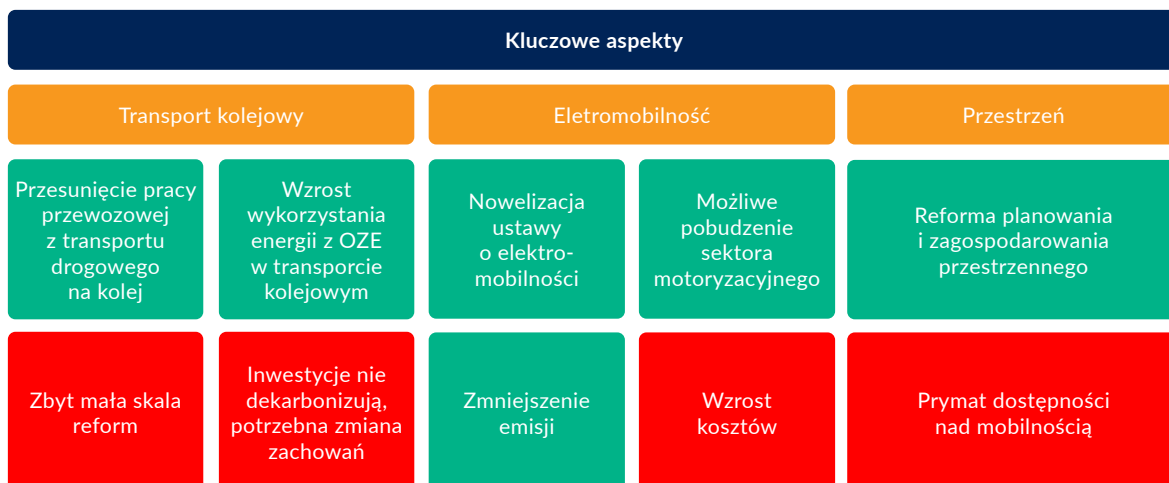 Kluczowe aspekty
Transport kolejowy
Eletromobilność
Przestrzeń
Przesunięcie pracy
przewozowej
z transportu
drogowego
na kolej
Wzrost
wykorzystania
energii z OZE
w transporcie
kolejowym
Nowelizacja
ustawy
o elektro-
mobilności
Możliwe
pobudzenie
sektora
motoryzacyjnego
Reforma planowania
i zagospodarowania
przestrzennego
Zbyt mała skala
reform
Inwestycje nie
dekarbonizują,
potrzebna zmiana
zachowań
Zmniejszenie
emisji
Wzrost
kosztów
Prymat dostępności
nad mobilnością